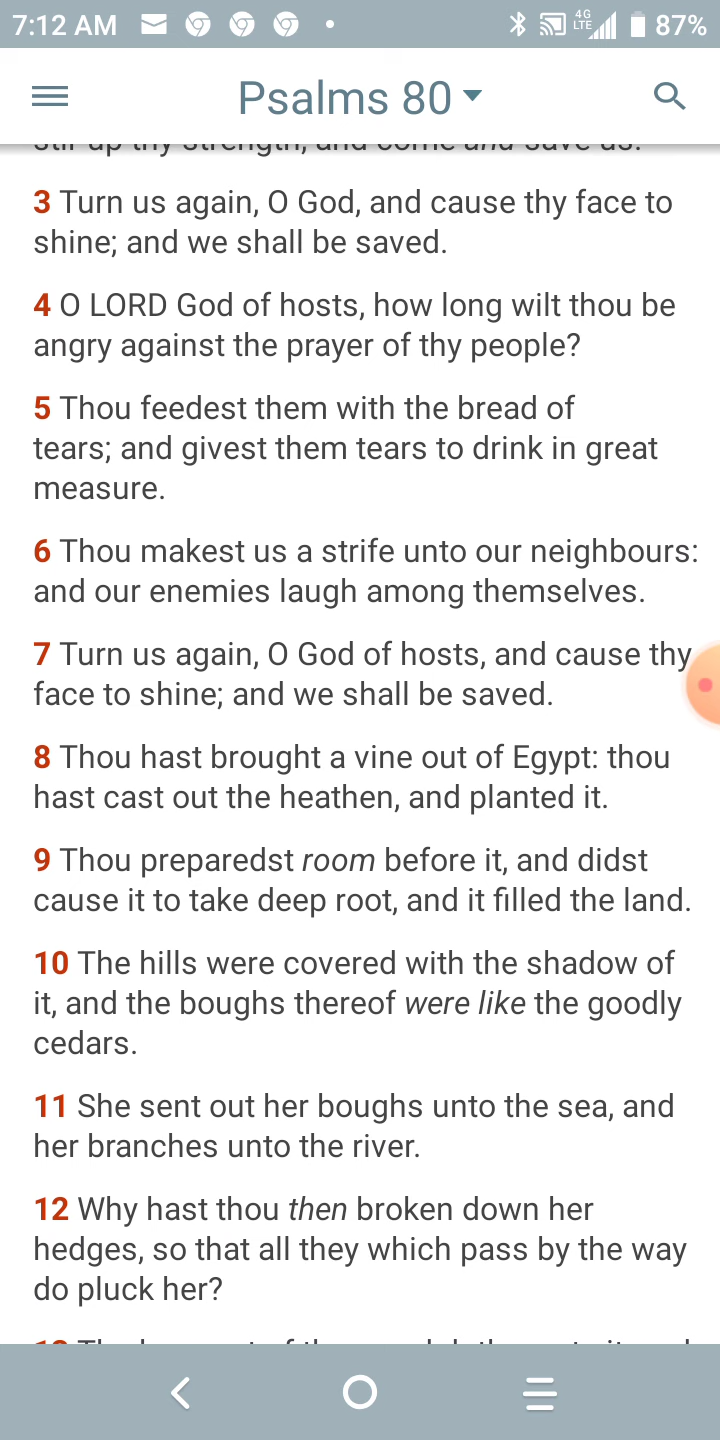 7:12 AM
4G
LTE
87%
Psalms 80
stir up thy strength, and come and save us.
3 Turn us again, O God, and cause thy face to
shine; and we shall be saved.
4 O LORD God of hosts, how long wilt thou be
angry against the prayer of thy people?
5 Thou feedest them with the bread of
tears; and givest them tears to drink in great
measure.
6 Thou makest us a strife unto our neighbours:
and our enemies laugh among themselves.
7 Turn us again, O God of hosts, and cause thy
face to shine; and we shall be saved.
8 Thou hast brought a vine out of Egypt: thou
hast cast out the heathen, and planted it.
9 Thou preparedst room before it, and didst
cause it to take deep root, and it filled the land.
10 The hills were covered with the shadow of
it, and the boughs thereof were like the goodly
cedars.
11 She sent out her boughs unto the sea, and
her branches unto the river.
12 Why hast thou then broken down her
hedges, so that all they which pass by the way
do pluck her?